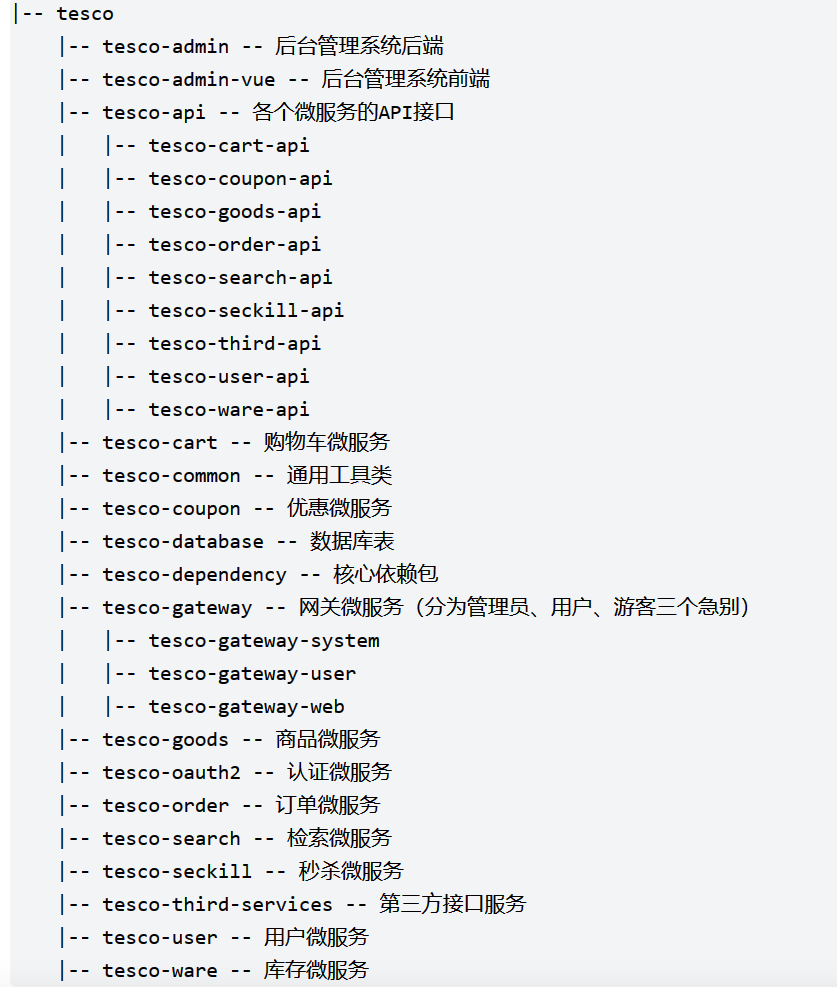 |-- tesco
    |-- tesco-admin -- 后台管理系统后端
    |-- tesco-admin-vue -- 后台管理系统前端
    |-- tesco-api -- 各个微服务的API接口
    |   |-- tesco-cart-api
    |   |-- tesco-coupon-api
    |   |-- tesco-goods-api
    |   |-- tesco-order-api
    |   |-- tesco-search-api
    |   |-- tesco-seckill-api
    |   |-- tesco-third-api
    |   |-- tesco-user-api
    |   |-- tesco-ware-api
    |-- tesco-cart -- 购物车微服务
    |-- tesco-common -- 通用工具类
    |-- tesco-coupon -- 优惠微服务
    |-- tesco-database -- 数据库表
    |-- tesco-dependency -- 核心依赖包
    |-- tesco-gateway -- 网关微服务（分为管理员、用户、游客三个急别）
    |   |-- tesco-gateway-system
    |   |-- tesco-gateway-user
    |   |-- tesco-gateway-web
    |-- tesco-goods -- 商品微服务
    |-- tesco-oauth2 -- 认证微服务
    |-- tesco-order -- 订单微服务
    |-- tesco-search -- 检索微服务
    |-- tesco-seckill -- 秒杀微服务
    |-- tesco-third-services -- 第三方接口服务
    |-- tesco-user -- 用户微服务
    |-- tesco-ware -- 库存微服务